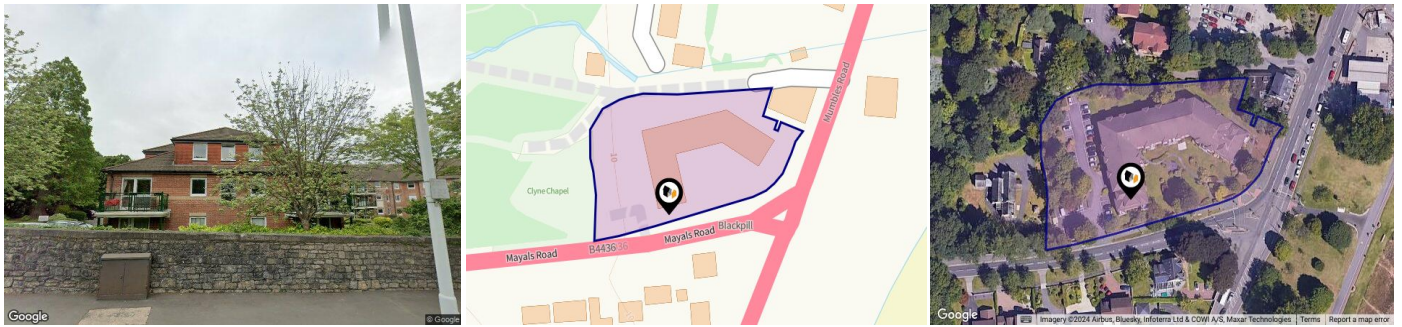 Google
© Google
Mumbles Road
10
Clyne Chapel
Blackpill
Mayals Road
B4436
36
Mayals Road
Google
Imagery ©2024 Airbus, Bluesky, Infoterra Ltd & COWI A/S, Maxar Technologies
Terms
Report a map error